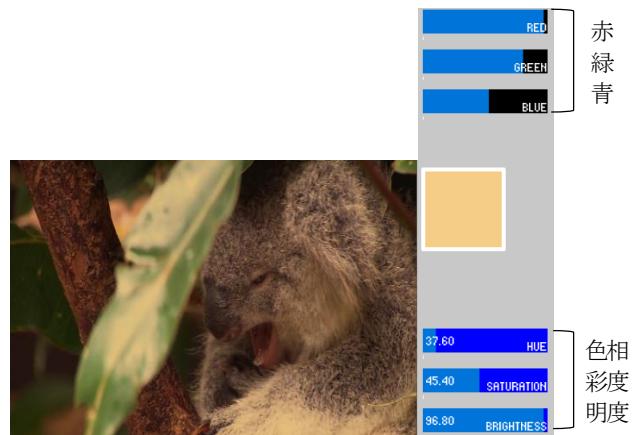 RED
赤
GREEN
緑
BLUE
青
37.60 HUE
色相
45.40 SATURATION
彩度
96.80 BRIGHTNESS
明度